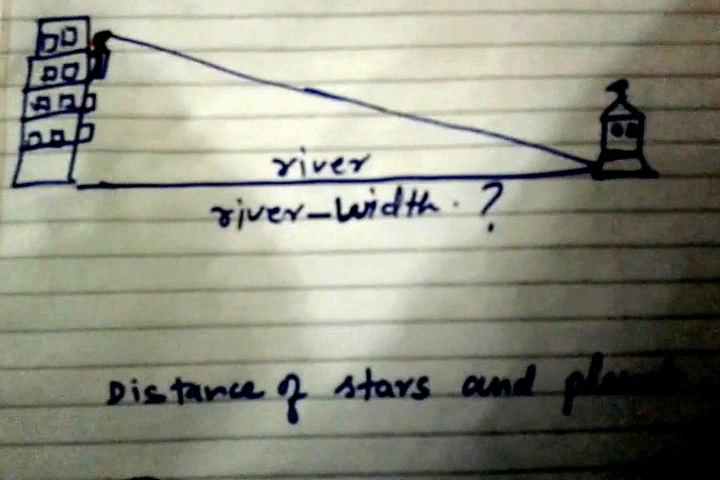 river
river-width. ?
Distance of stars and